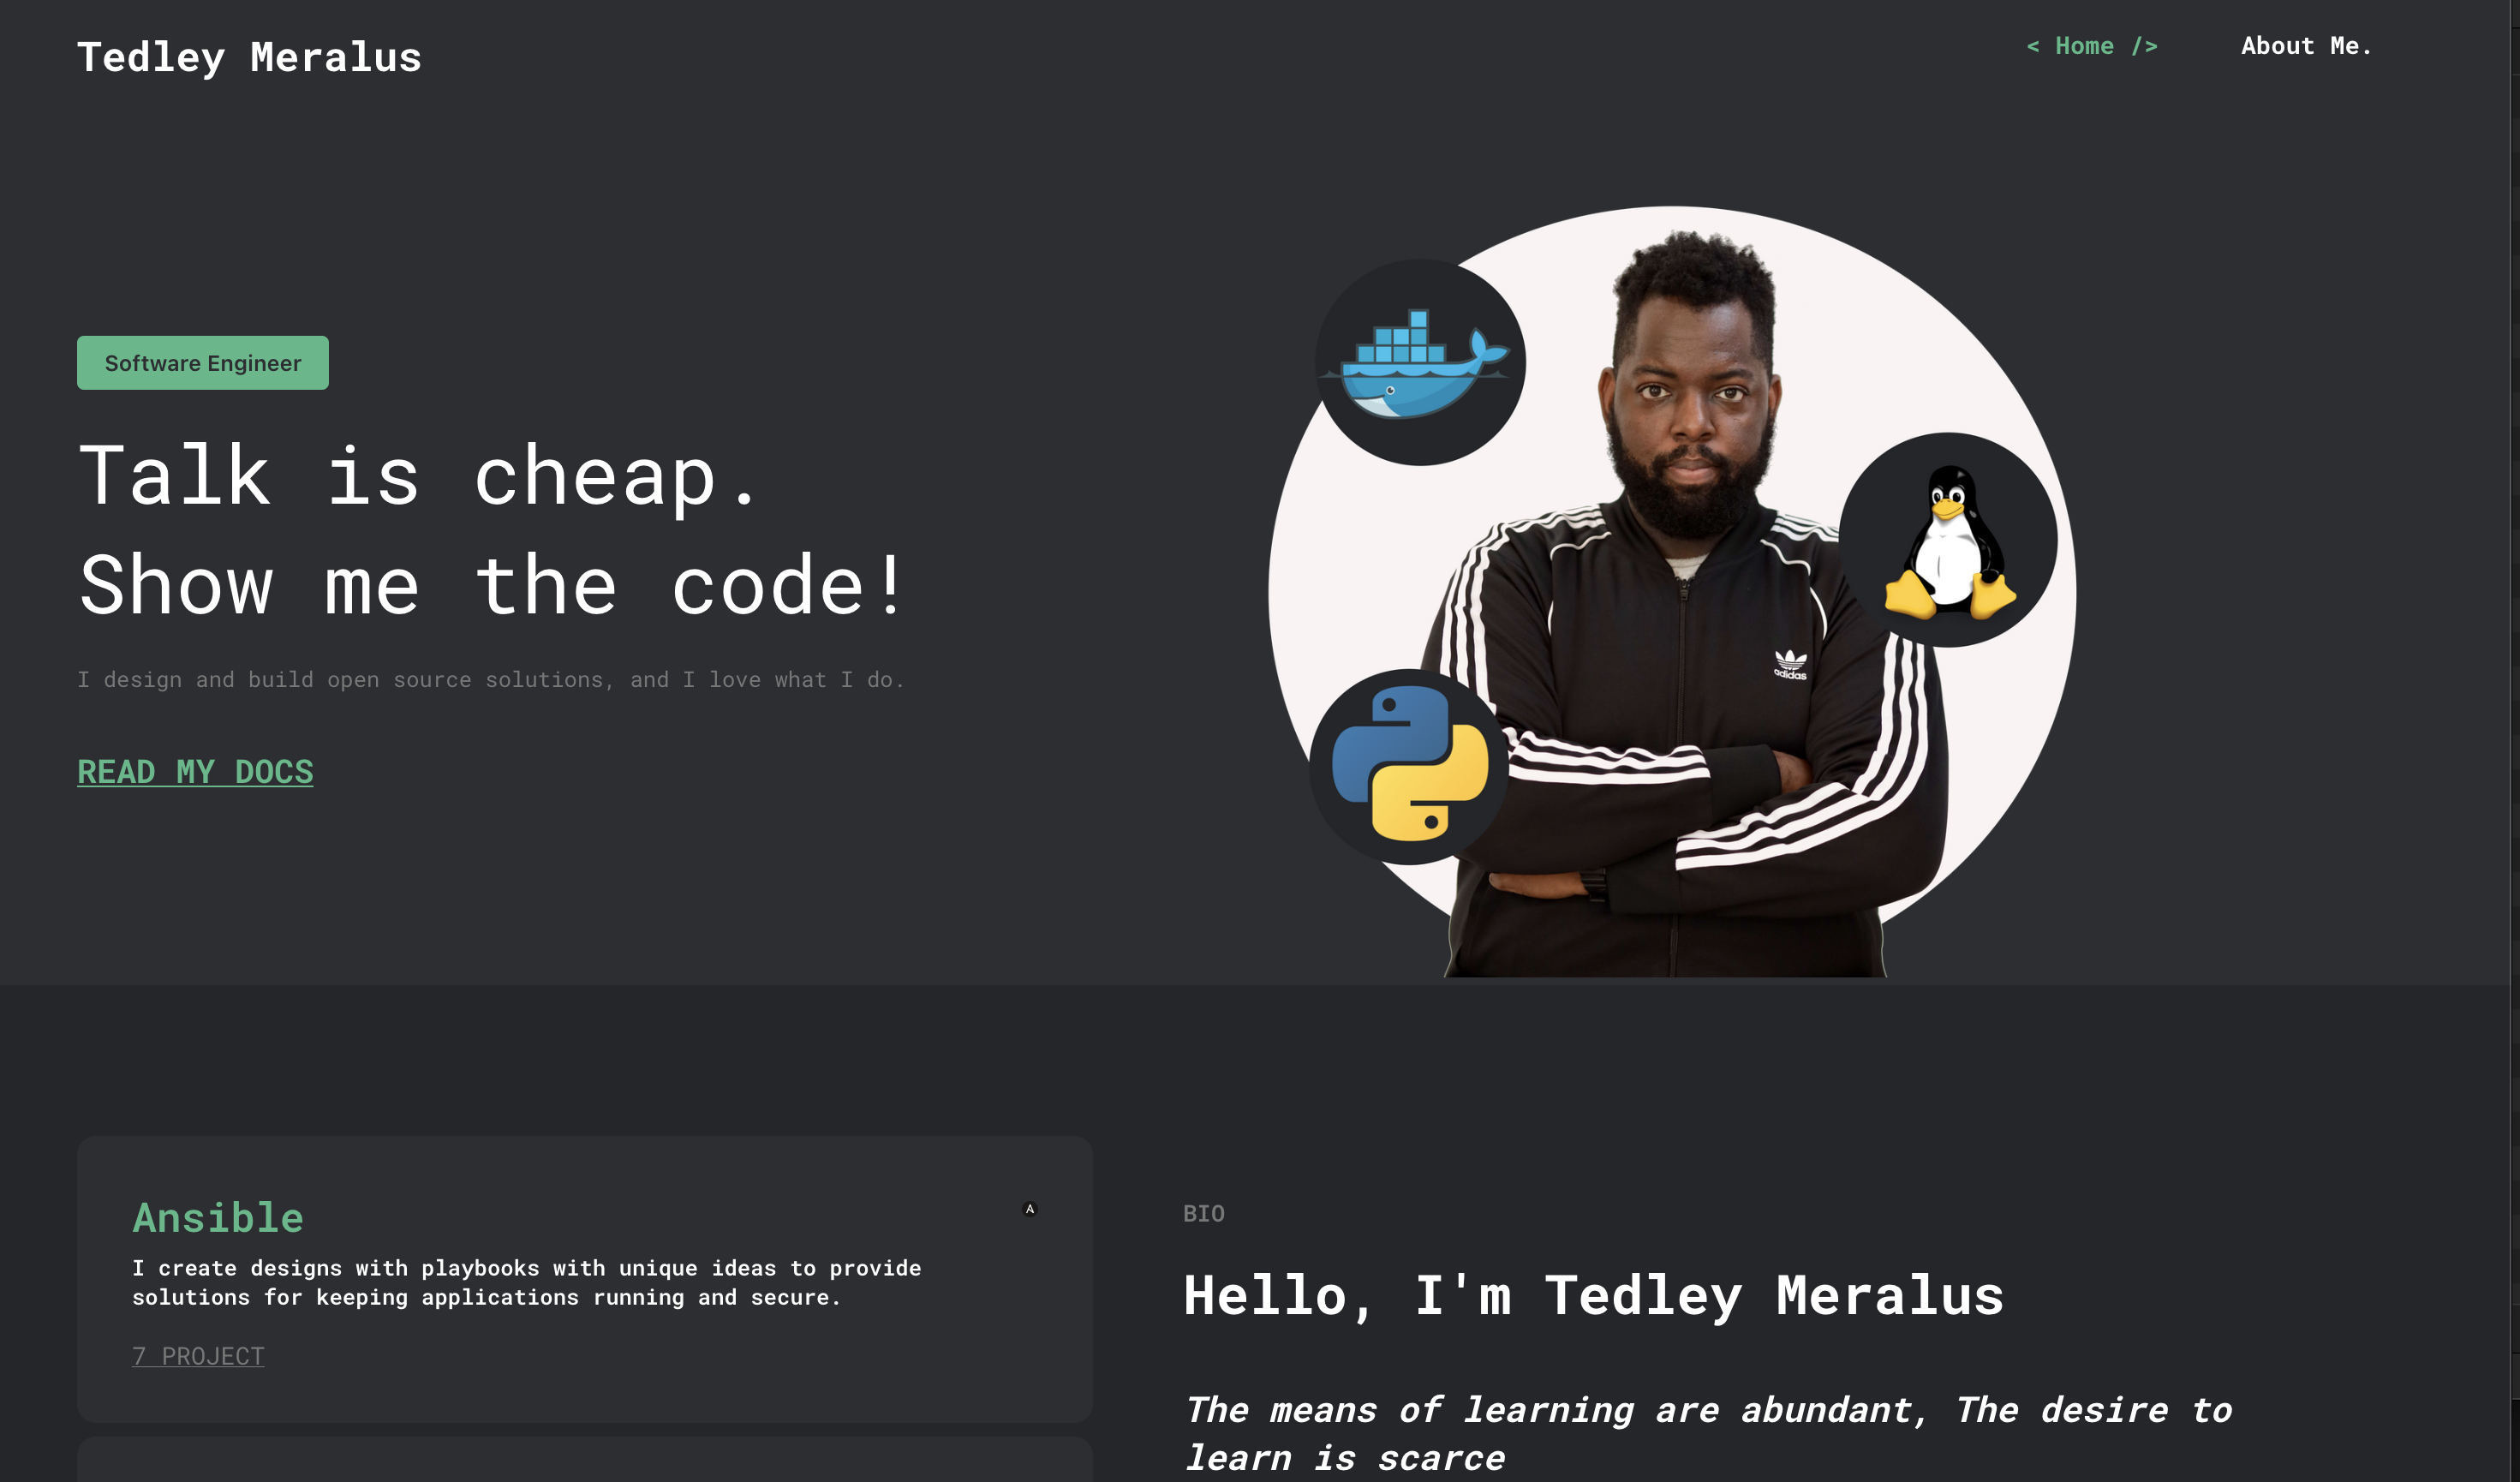 Tedley Meralus
< Home />
About Me.
Software Engineer
Talk is cheap.
Show me the code!
I design and build open source solutions, and I love what I do.
READ MY DOCS
adidas
Ansible
A
I create designs with playbooks with unique ideas to provide
solutions for keeping applications running and secure.
7 PROJECT
BIO
Hello, I'm Tedley Meralus
The means of learning are abundant, The desire to
learn is scarce